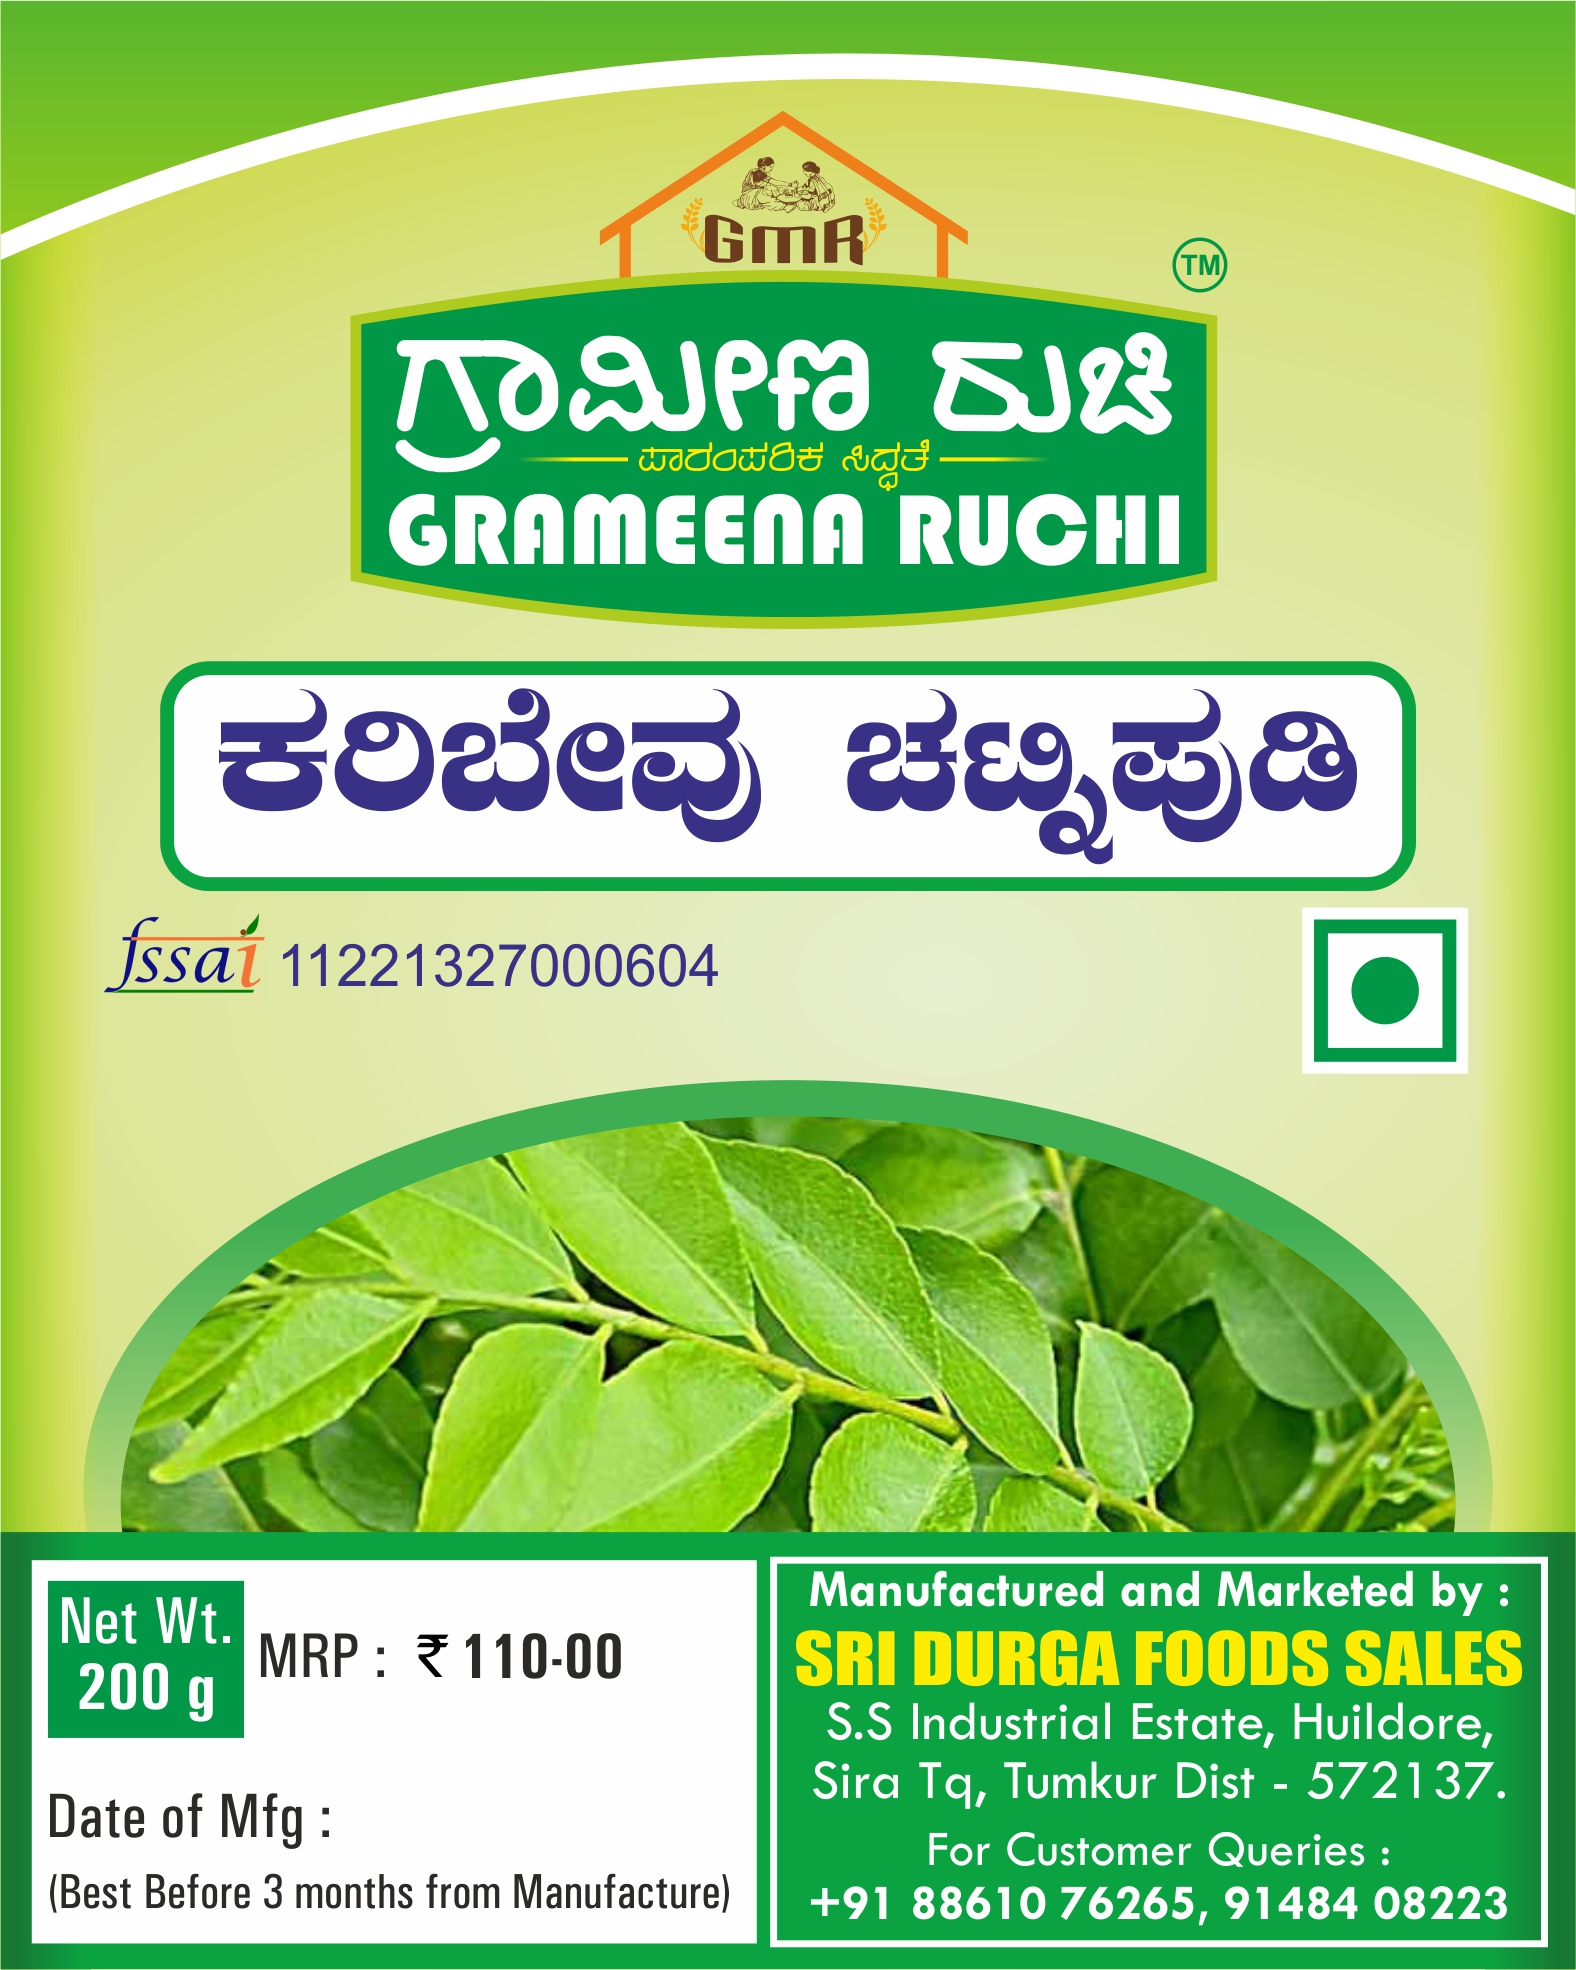 GMR
TM
ಗ್ರಾಮೀಣ ರುಚಿ
ಪಾರಂಪರಿಕ ಸಿದ್ಧತೆ
GRAMEENA RUCHI
ಕರಿಬೇವು ಚಟ್ನಿಪುಡಿ
fssai 11221327000604
Net Wt.
200 g
MRP : ₹ 110-00
Date of Mfg :
(Best Before 3 months from Manufacture)
Manufactured and Marketed by :
SRI DURGA FOODS SALES
S.S Industrial Estate, Huildore,
Sira Tq, Tumkur Dist - 572137.
For Customer Queries :
+91 88610 76265, 91484 08223